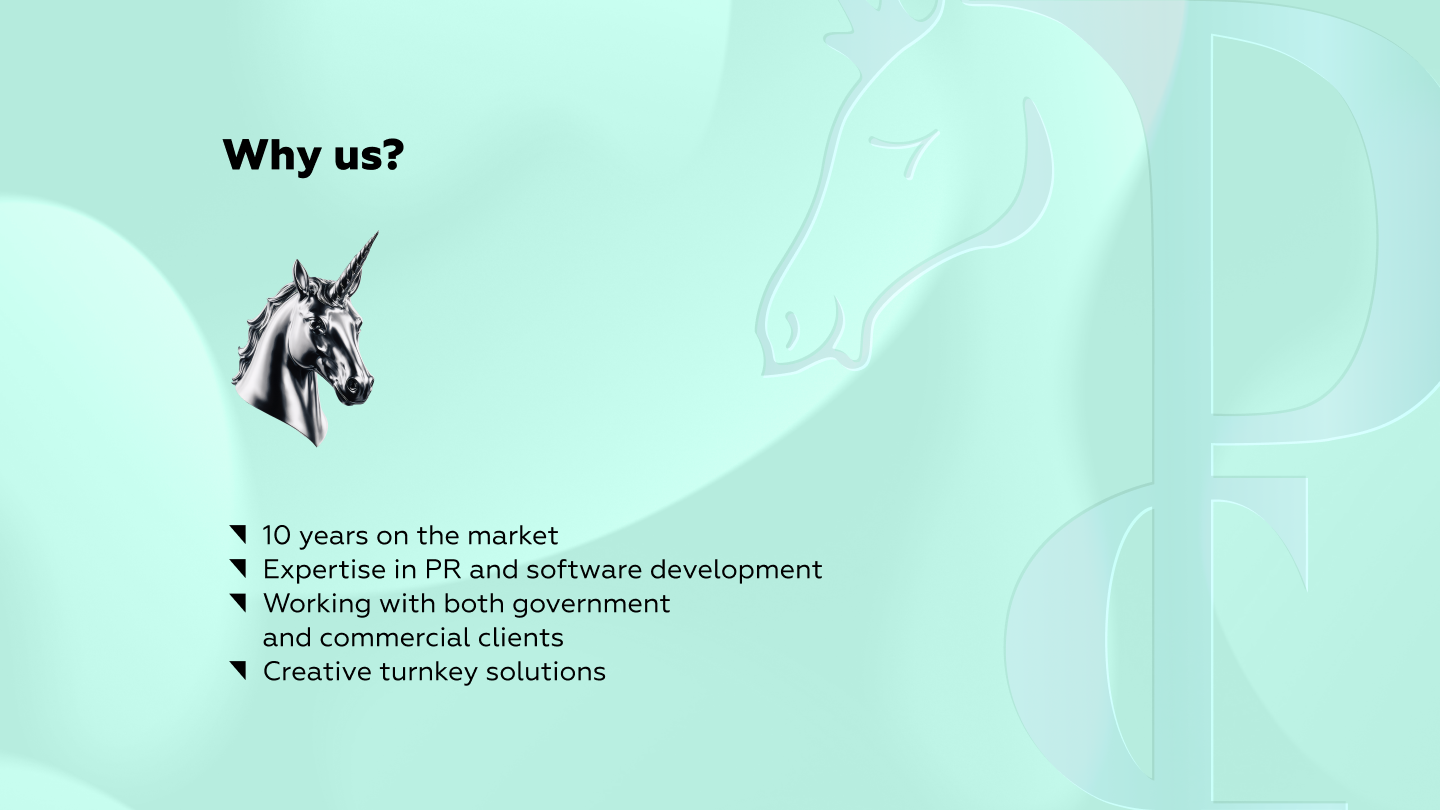 Why us?
10 years on the market
Expertise in PR and software development
Working with both government
and commercial clients
Creative turnkey solutions